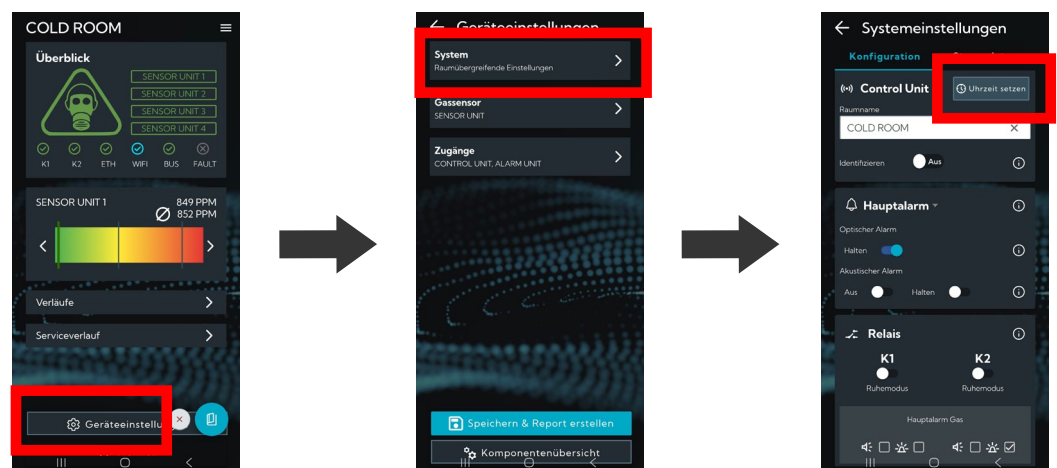 COLD ROOM
Überblick
SENSOR UNIT 1
SENSOR UNIT 2
SENSOR UNIT 3
SENSOR UNIT 4
K1 K2 ETH WIFI BUS FAULT
SENSOR UNIT 1
849 PPM
852 PPM
Verläufe
Serviceverlauf
Geräteeinstellu
Geräteeinstellungen
System
Raumübergreifende Einstellungen
Gassensor
SENSOR UNIT
Zugänge
CONTROL UNIT, ALARM UNIT
Speichern & Report erstellen
Komponentenübersicht
Systemeinstellungen
Konfiguration
Control Unit
Uhrzeit setzen
Raumname
COLD ROOM
Identifizieren Aus
Hauptalarm
Optischer Alarm
Halten
Akustischer Alarm
Aus Halten
Relais
K1 K2
Ruhemodus Ruhemodus
Hauptalarm Gas